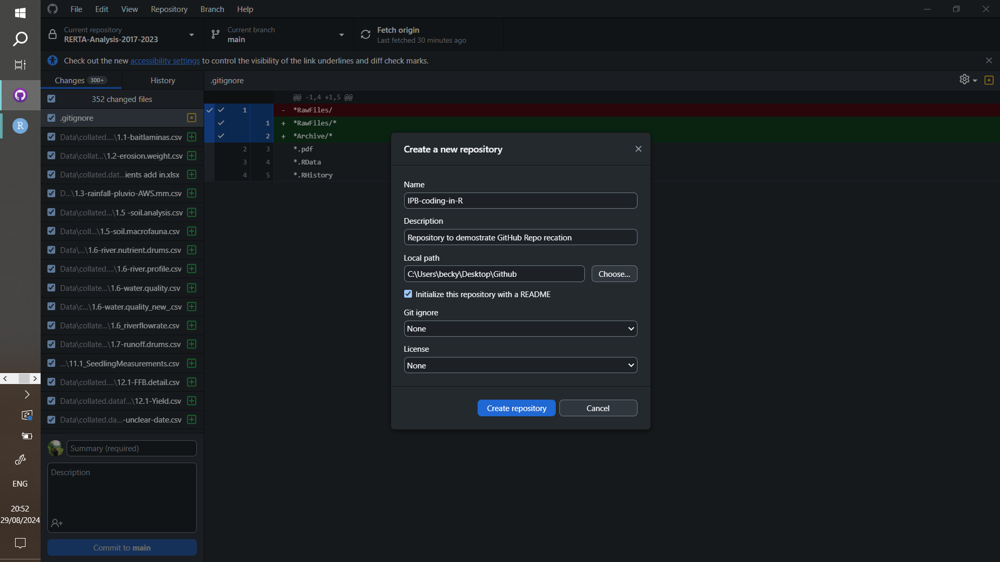 File Edit View Repository Branch Help
Current repository
RERTA-Analysis-2017-2023
Current branch
main
Fetch origin
Last fetched 30 minutes ago
Check out the new accessibility settings to control the visibility of the link underlines and diff check marks.
Changes 300+ History
352 changed files
.gitignore
Data\collated....\1.1-baitlaminas.csv
Data\collat...\1.2-erosion.weight.csv
Data\collated.dat...ients add in.xlsx
D...\1.3-rainfall-pluvio-AWS.mm.csv
Data\collated...\1.5 -soil.analysis.csv
Data\coll...\1.5-soil.macrofauna.csv
Data\...\1.6-river.nutrient.drums.csv
Data\collated....\1.6-river.profile.csv
Data\collate...\1.6-water.quality.csv
Data\c...\1.6-water.quality_new_.csv
Data\collate...\1.6_riverflowrate.csv
Data\collate...\1.7-runoff.drums.csv
...\11.1_SeedlingMeasurements.csv
Data\collated....\12.1-FFB.detail.csv
Data\collated.dataf...\12.1-Yield.csv
Data\collated.da...-unclear-date.csv
Summary (required)
Description
Commit to main
.gitignore
@@ -1,4 +1,5 @@
1 - *RawFiles/
1 + *RawFiles/*
2 + *Archive/*
2 3 *.pdf
3 4 *.RData
4 5 *.RHistory
Create a new repository
Name
IPB-coding-in-R
Description
Repository to demostrate GitHub Repo recation
Local path
C:\Users\becky\Desktop\Github
Choose...
Initialize this repository with a README
Git ignore
None
License
None
Create repository Cancel
R
ENG
20:52
29/08/2024